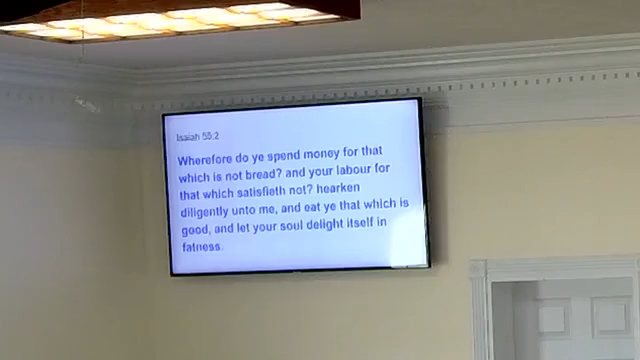 Isaiah 55:2
Wherefore do ye spend money for that
which is not bread? and your labour for
that which satisfieth not? hearken
diligently unto me, and eat ye that which is
good, and let your soul delight itself in
fatness.